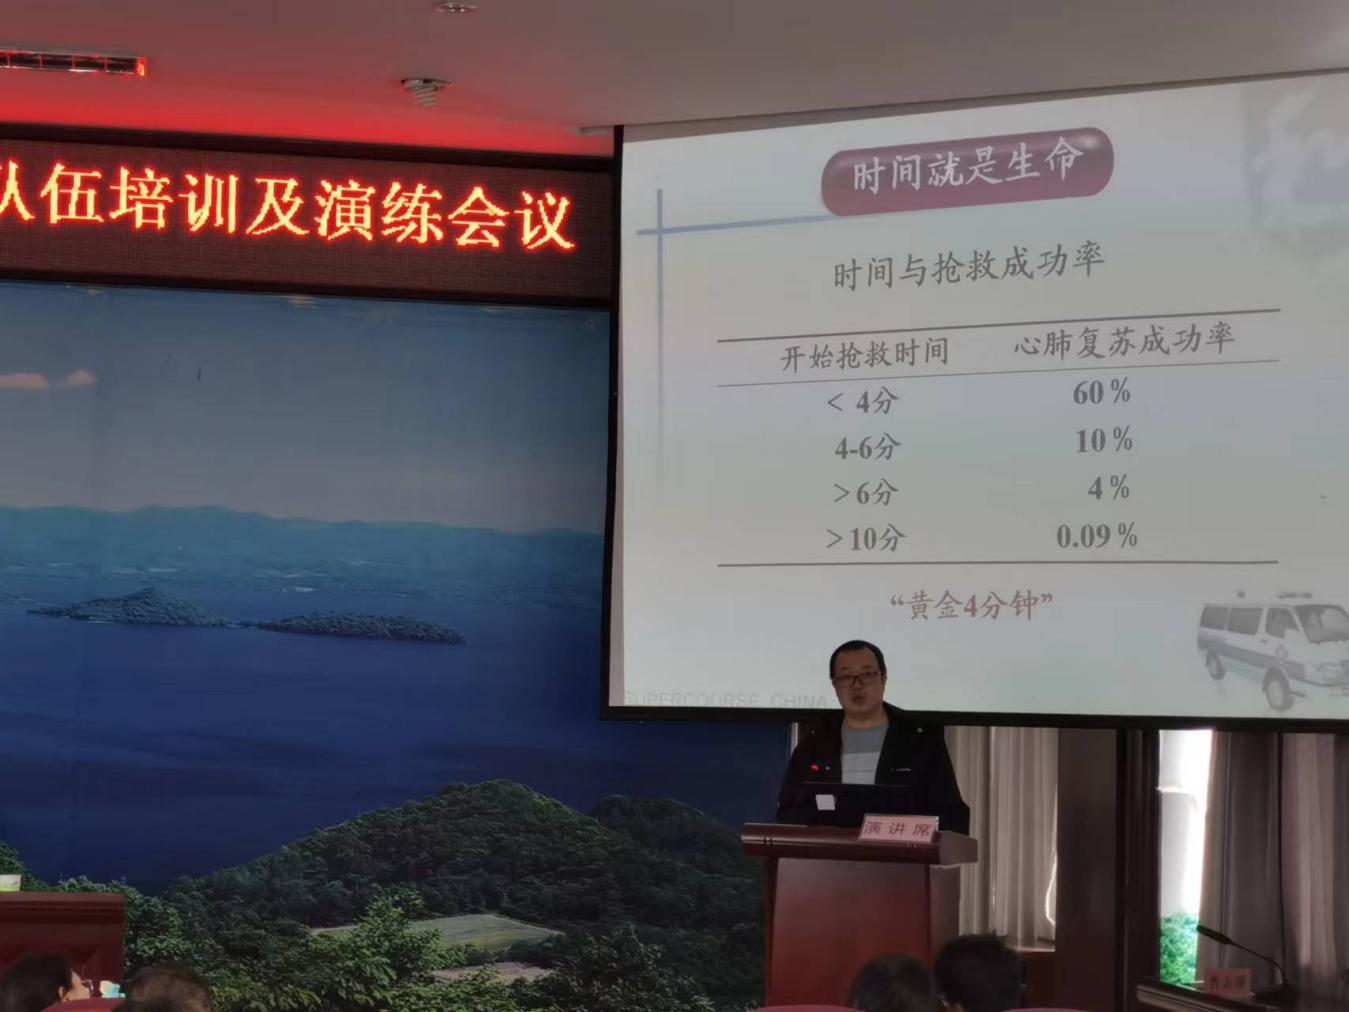 队伍培训及演练会议
时间就是生命
时间与抢救成功率
开始抢救时间 心肺复苏成功率
< 4分 60%
4-6分 10%
>6分 4%
>10分 0.09%
“黄金4分钟”
SUPERCOURSE CHINA
演讲席